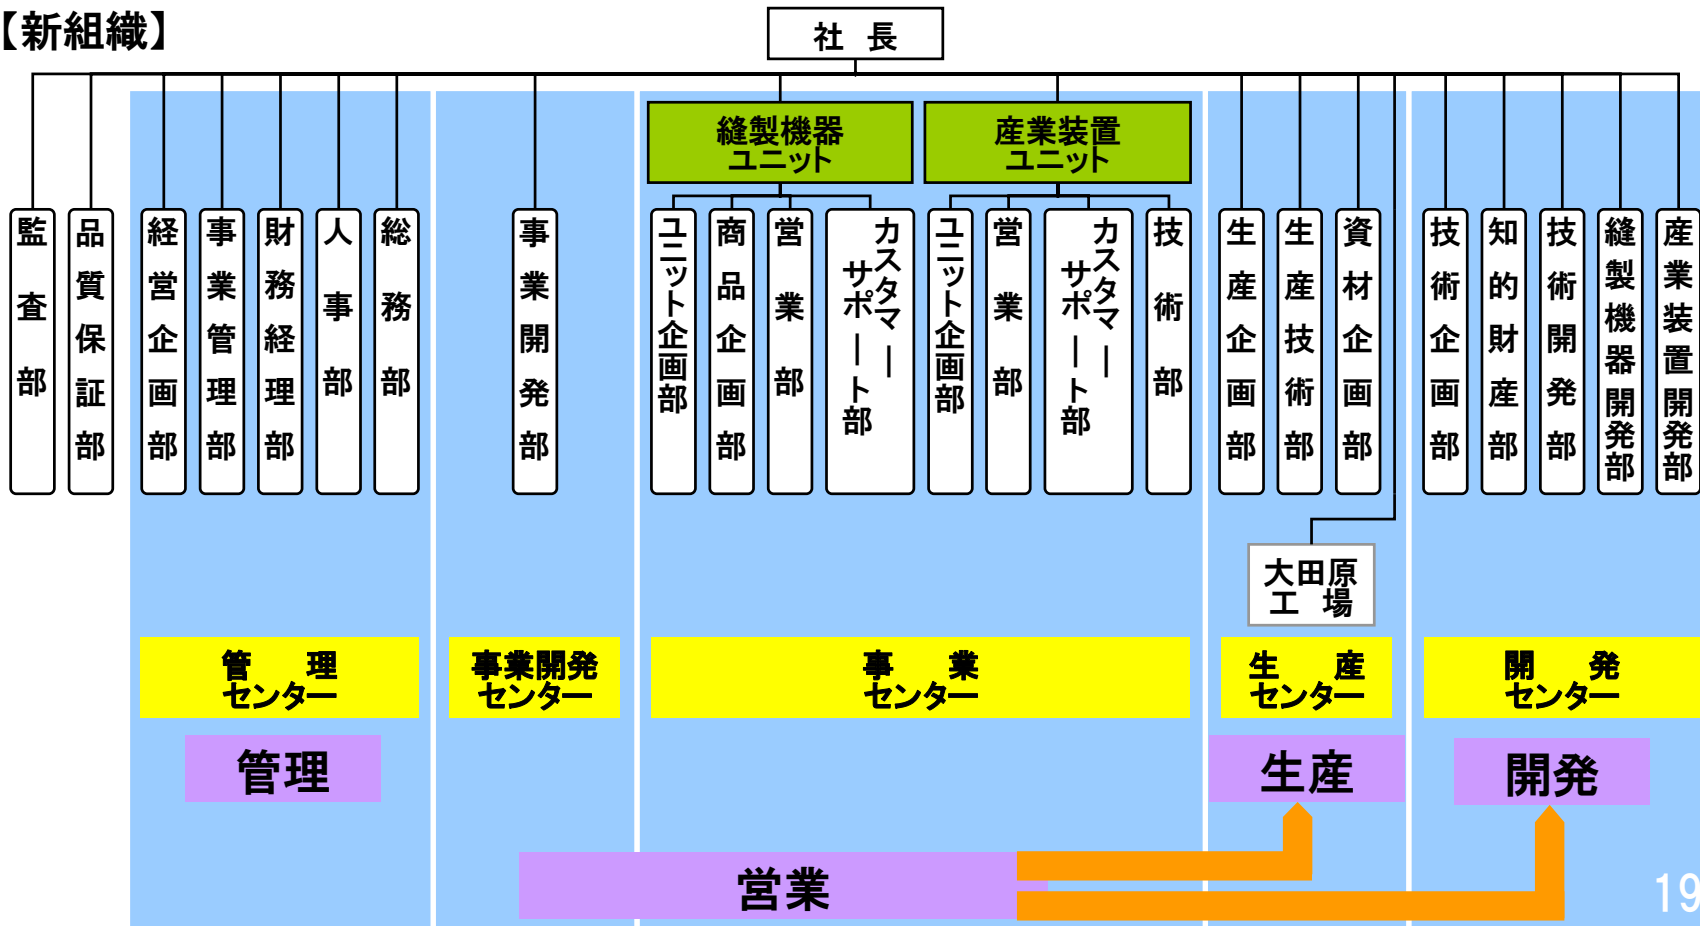 【新組織】
社 長
縫製機器
ユニット
産業装置
ユニット
監査部
品質保証部
経営企画部
事業管理部
財務経理部
人事部
総務部
事業開発部
ユニット企画部
商品企画部
営業部
カスタマー
サポート部
ユニット企画部
営業部
カスタマー
サポート部
技術部
生産企画部
生産技術部
資材企画部
技術企画部
知的財産部
技術開発部
縫製機器開発部
産業装置開発部
大田原
工 場
管 理
センター
事業開発
センター
事 業
センター
生 産
センター
開 発
センター
管理
生産
開発
営業
19